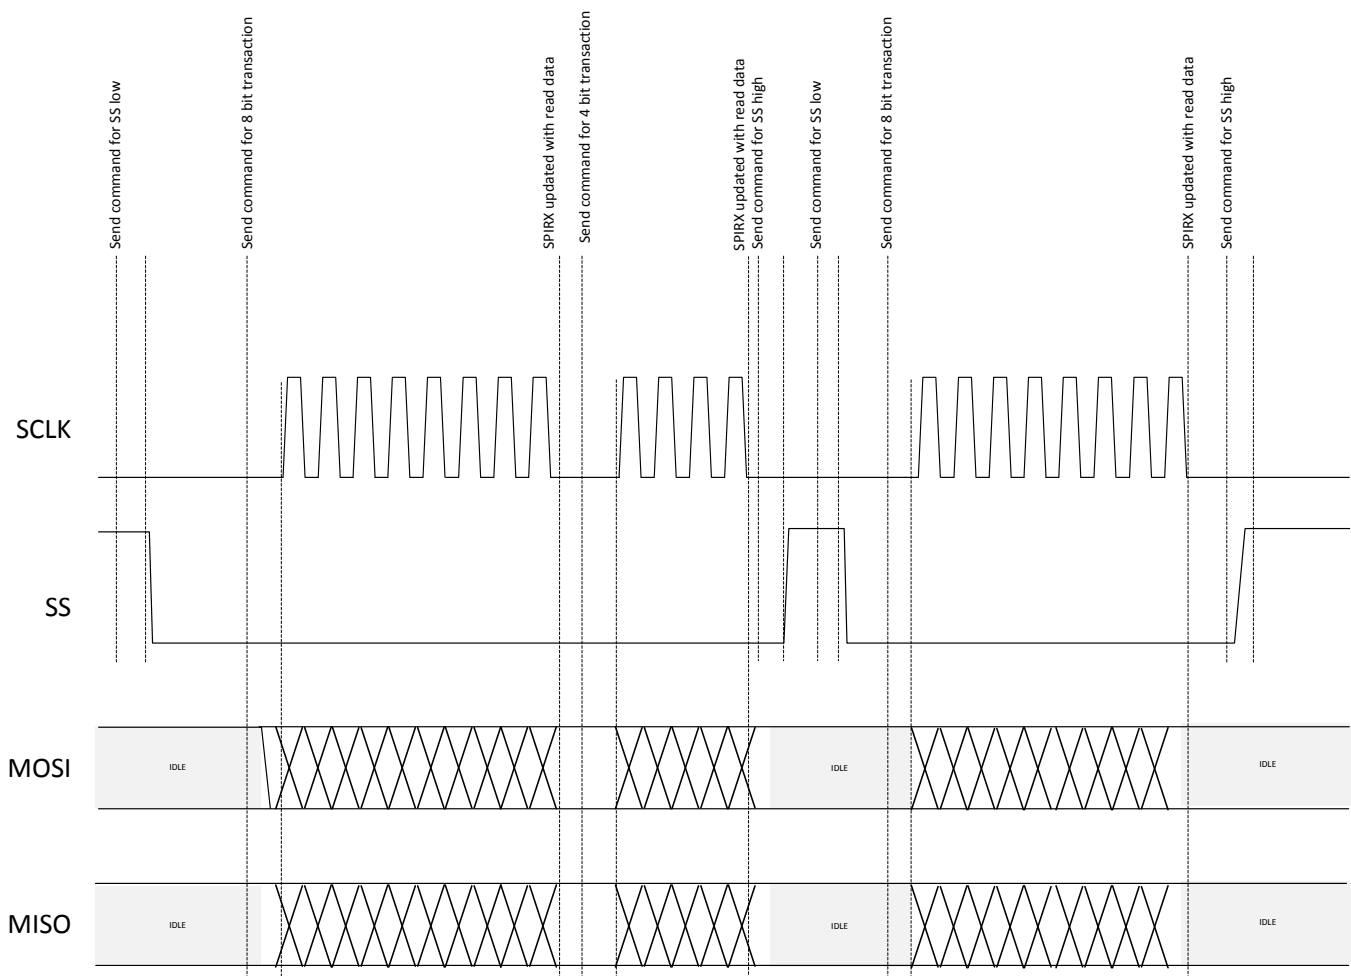 Send command for SS low
Send command for 8 bit transaction
SPIRX updated with read data
Send command for 4 bit transaction
SPIRX updated with read data
Send command for SS high
Send command for SS low
Send command for 8 bit transaction
SPIRX updated with read data
Send command for SS high
SCLK
SS
MOSI
IDLE
IDLE
IDLE
MISO
IDLE
IDLE
IDLE